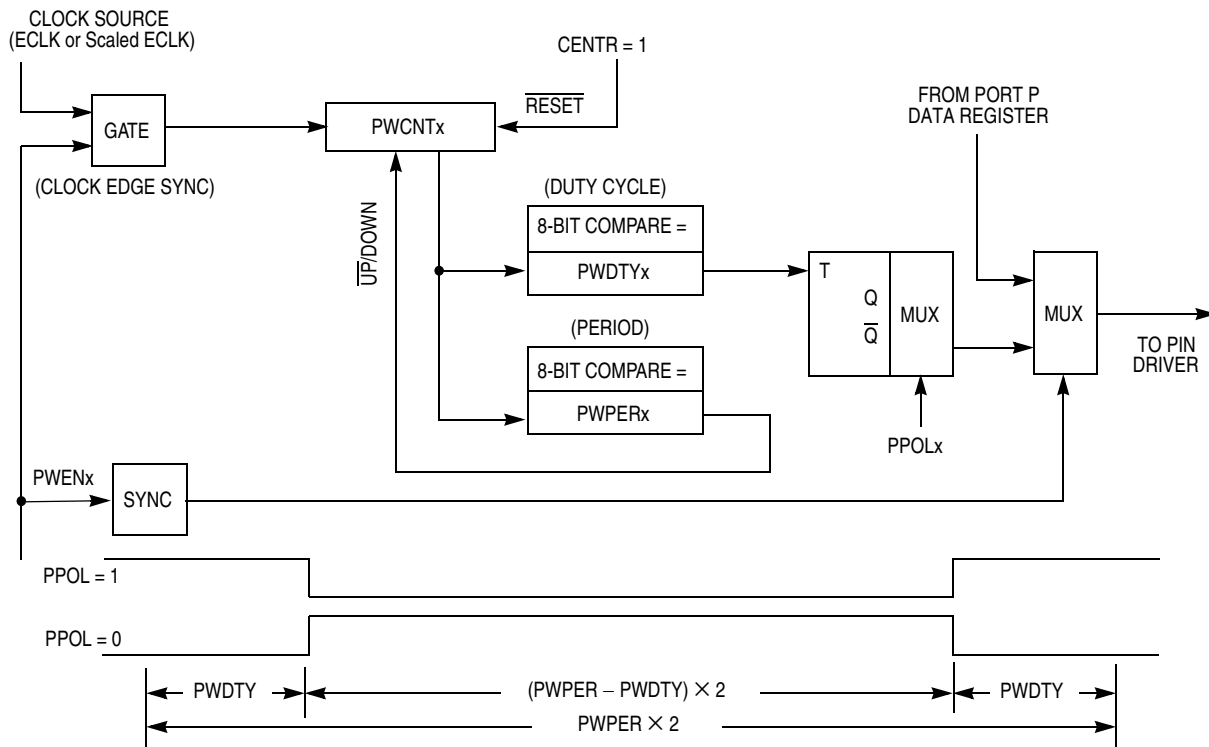 CLOCK SOURCE
(ECLK or Scaled ECLK)
CENTR = 1
RESET
FROM PORT P
DATA REGISTER
GATE
PWCNTx
(CLOCK EDGE SYNC)
UP/DOWN
(DUTY CYCLE)
8-BIT COMPARE =
PWDTYx
T
Q
Q
MUX
MUX
TO PIN
DRIVER
(PERIOD)
8-BIT COMPARE =
PWPERx
PPOLx
PWENx
SYNC
PPOL = 1
PPOL = 0
PWDTY
(PWPER – PWDTY) × 2
PWDTY
PWPER × 2